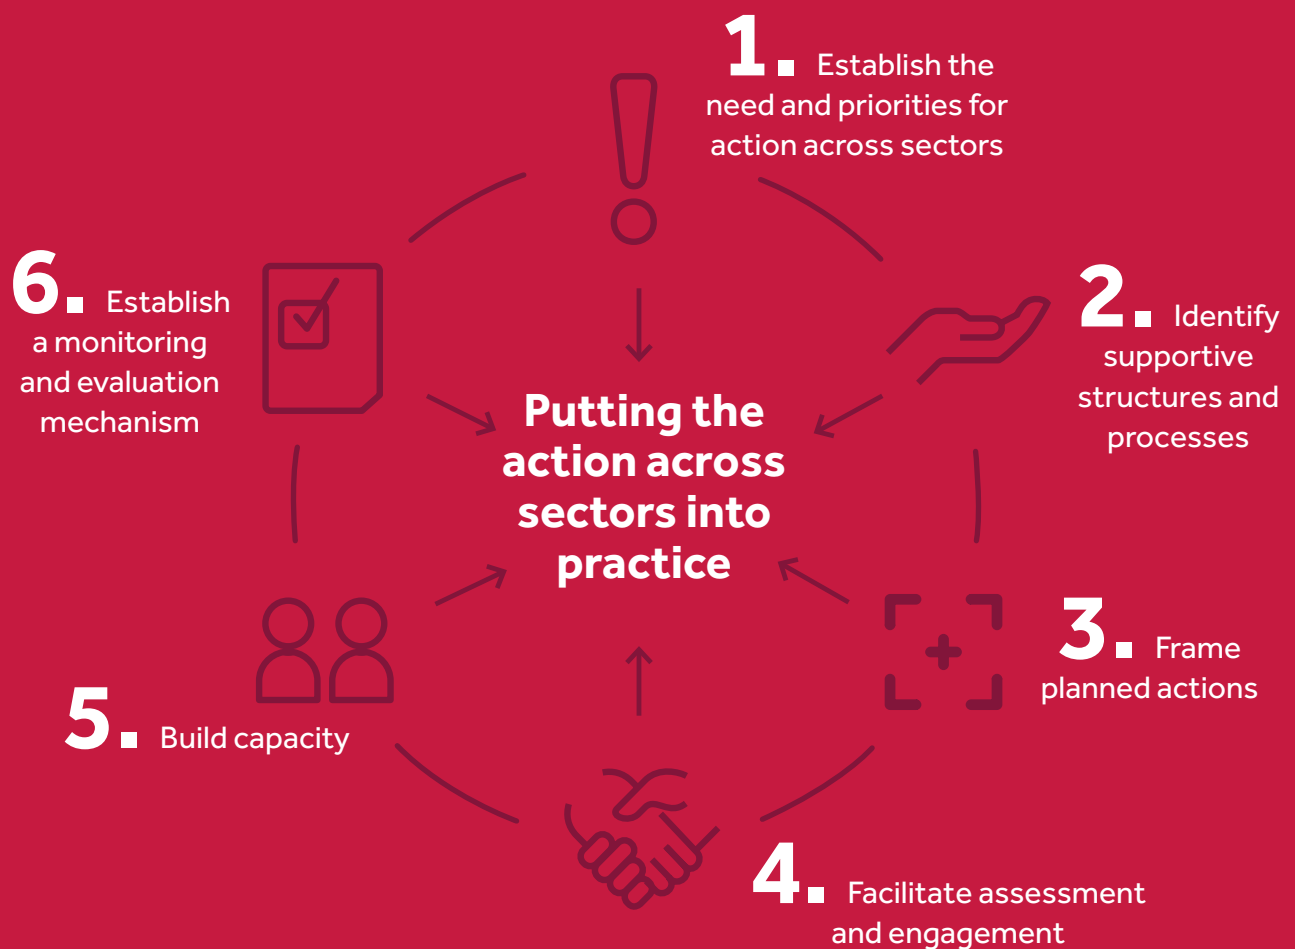 1. Establish the
need and priorities for
action across sectors
2. Identify
supportive
structures and
processes
3. Frame
planned actions
4. Facilitate assessment
and engagement
5. Build capacity
6. Establish
a monitoring
and evaluation
mechanism
Putting the
action across
sectors into
practice